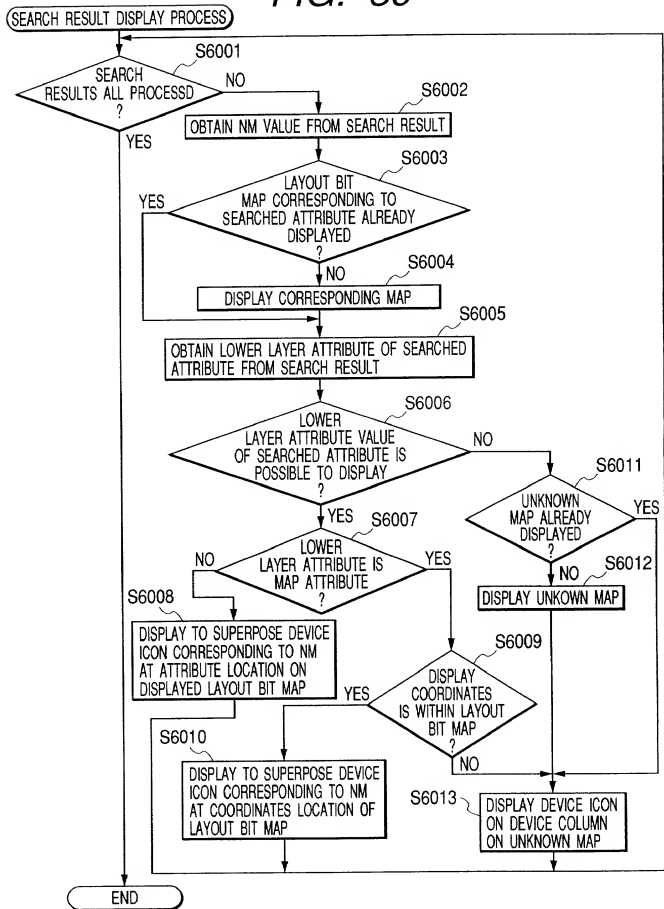 SEARCH RESULT DISPLAY PROCESS
S6001
SEARCH
RESULTS ALL PROCESSD
?
NO
YES
S6002
OBTAIN NM VALUE FROM SEARCH RESULT
S6003
LAYOUT BIT
MAP CORRESPONDING TO
SEARCHED ATTRIBUTE ALREADY
DISPLAYED
?
YES
NO
S6004
DISPLAY CORRESPONDING MAP
S6005
OBTAIN LOWER LAYER ATTRIBUTE OF SEARCHED
ATTRIBUTE FROM SEARCH RESULT
S6006
LOWER
LAYER ATTRIBUTE VALUE
OF SEARCHED ATTRIBUTE IS
POSSIBLE TO DISPLAY
?
NO
YES
S6011
UNKNOWN
MAP ALREADY
DISPLAYED
?
YES
NO
S6012
DISPLAY UNKOWN MAP
S6007
LOWER
LAYER ATTRIBUTE IS
MAP ATTRIBUTE
?
NO
YES
S6008
DISPLAY TO SUPERPOSE DEVICE
ICON CORRESPONDING TO NM
AT ATTRIBUTE LOCATION ON
DISPLAYED LAYOUT BIT MAP
S6009
DISPLAY
COORDINATES
IS WITHIN LAYOUT
BIT MAP
?
YES
NO
S6010
DISPLAY TO SUPERPOSE DEVICE
ICON CORRESPONDING TO NM
AT COORDINATES LOCATION OF
LAYOUT BIT MAP
S6013
DISPLAY DEVICE ICON
ON DEVICE COLUMN
ON UNKNOWN MAP
END